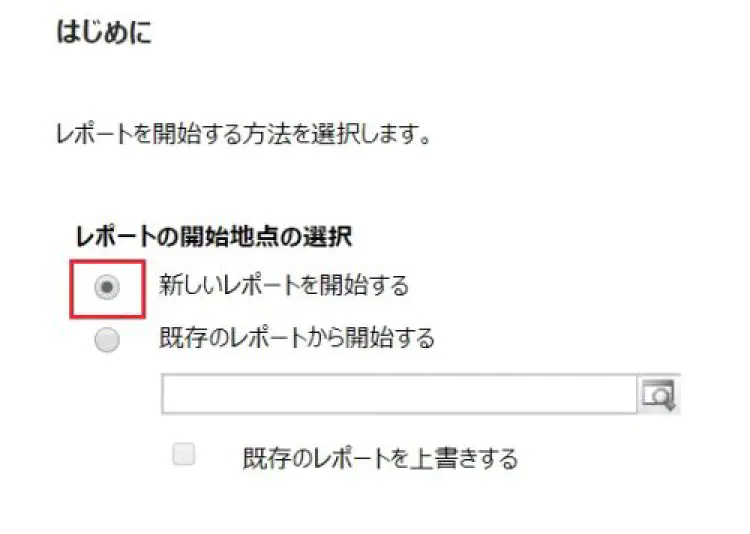 はじめに
レポートを開始する方法を選択します。
レポートの開始地点の選択
新しいレポートを開始する
既存のレポートから開始する
既存のレポートを上書きする